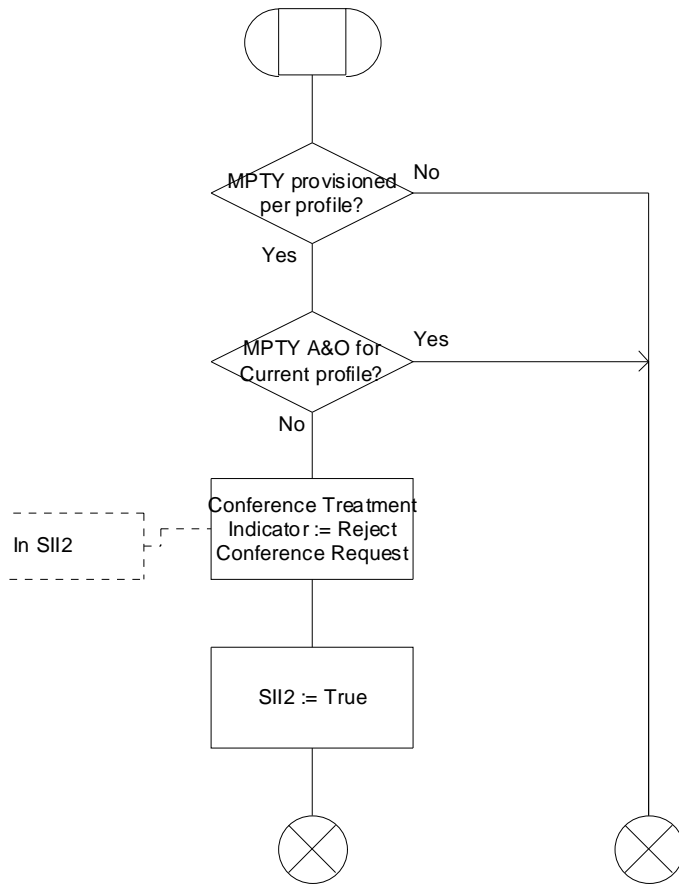 MPTY provisioned
per profile?
No
Yes
MPTY A&O for
Current profile?
Yes
No
Conference Treatment
Indicator := Reject
Conference Request
In SII2
SII2 := True